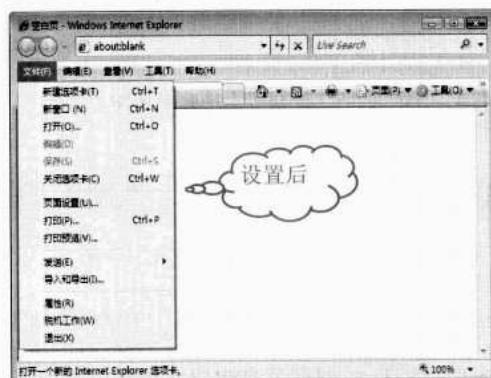 空白页 - Windows Internet Explorer
about:blank
Live Search
文件(F) 编辑(E) 查看(V) 工具(T) 帮助(H)
页面(P) 工具(O)
新建选项卡(T) Ctrl+T
新窗口(N) Ctrl+N
打开(O)... Ctrl+O
编辑(D)
保存(S) Ctrl+S
关闭选项卡(C) Ctrl+W
页面设置(U)...
打印(P)... Ctrl+P
打印预览(V)...
发送(E)
导入和导出(I)...
属性(R)
脱机工作(W)
退出(X)
设置后
打开一个新的 Internet Explorer 选项卡。
100%